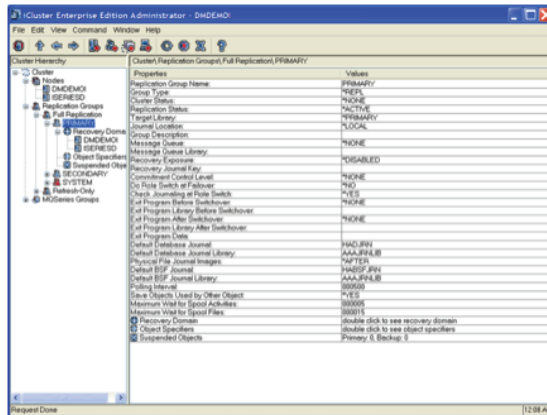 iCluster Enterprise Edition Administrator - DMDEMOI
File Edit View Command Window Help
Cluster Hierarchy
Cluster
Nodes
DMDEMOI
ISERIESD
Replication Groups
Full Replication
PRIMARY
Recovery Doma
DMDEMOI
ISERIESD
Object Specifiers
Suspended Obje
SECONDARY
SYSTEM
Refresh-Only
MQSeries Groups
Cluster\Replication Groups\Full Replication\PRIMARY
Properties Values
Replication Group Name: PRIMARY
Group Type: *REPL
Cluster Status: *NONE
Replication Status: *ACTIVE
Target Library: *PRIMARY
Journal Location: *LOCAL
Group Description:
Message Queue: *NONE
Message Queue Library:
Recovery Exposure: *DISABLED
Recovery Journal Key:
Commitment Control Level: *NONE
Do Role Switch at Failover: *NO
Check Journaling at Role Switch: *YES
Exit Program Before Switchover: *NONE
Exit Program Library Before Switchover:
Exit Program After Switchover: *NONE
Exit Program Library After Switchover:
Exit Program Data:
Default Database Journal: HADJRN
Default Database Journal Library: AAAJRNLIB
Physical File Journal Images: *AFTER
Default BSF Journal: HABSFJRN
Default BSF Journal Library: AAAJRNLIB
Polling Interval: 000500
Save Objects Used by Other Object: *YES
Maximum Wait for Spool Activities: 000005
Maximum Wait for Spool Files: 000015
Recovery Domain double click to see recovery domain
Object Specifiers double click to see object specifiers
Suspended Objects Primary: 0, Backup: 0
Request Done 12:08 A